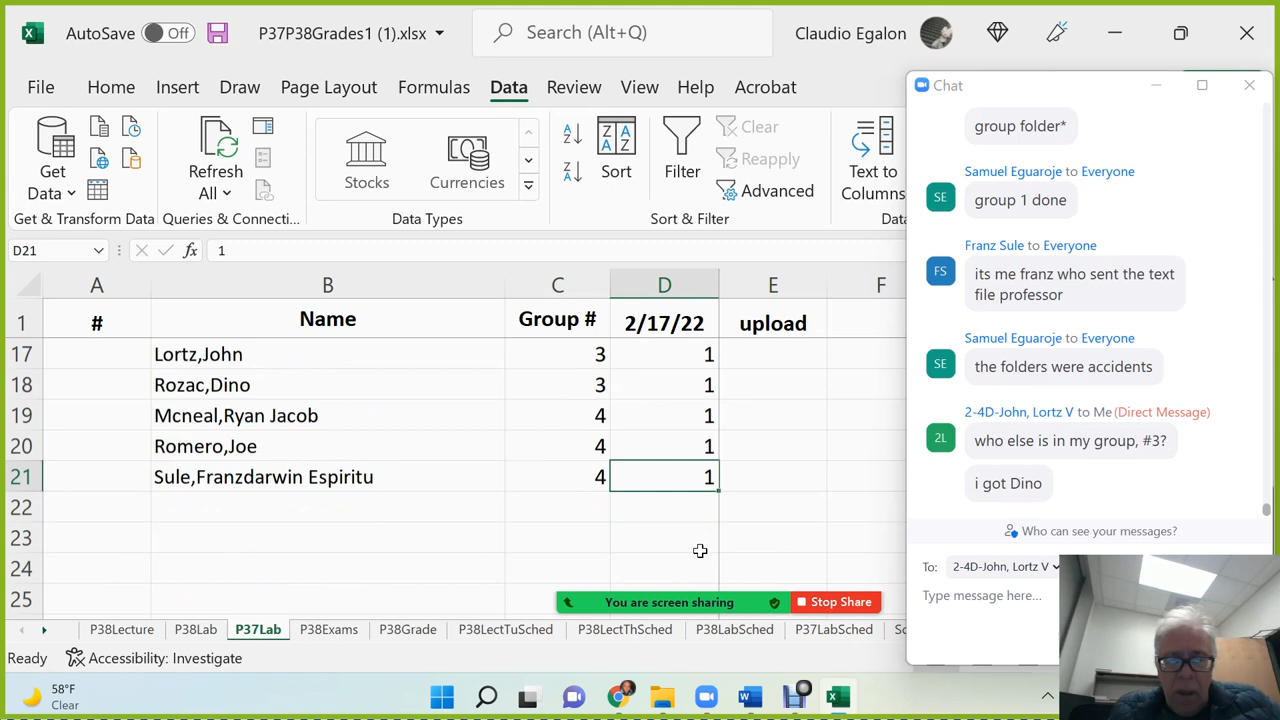 AutoSave Off P37P38Grades1 (1).xlsx Search (Alt+Q) Claudio Egalon
File Home Insert Draw Page Layout Formulas Data Review View Help Acrobat
Get Data
Refresh All
Stocks
Currencies
Sort
Filter
Clear
Reapply
Advanced
Text to Columns
Get & Transform Data
Queries & Connecti...
Data Types
Sort & Filter
D21
fx 1
A B C D E F
1 # Name Group # 2/17/22 upload
17 Lortz,John 3 1
18 Rozac,Dino 3 1
19 Mcneal,Ryan Jacob 4 1
20 Romero,Joe 4 1
21 Sule,Franzdarwin Espiritu 4 1
22
23
24
25
You are screen sharing Stop Share
P38Lecture P38Lab P37Lab P38Exams P38Grade P38LectTuSched P38LectThSched P38LabSched P37LabSched
Ready Accessibility: Investigate
58°F
Clear
Chat
group folder*
Samuel Eguaroje to Everyone
SE
group 1 done
Franz Sule to Everyone
FS
its me franz who sent the text
file professor
Samuel Eguaroje to Everyone
SE
the folders were accidents
2-4D-John, Lortz V to Me (Direct Message)
2L
who else is in my group, #3?
i got Dino
Who can see your messages?
To: 2-4D-John, Lortz V
Type message here...